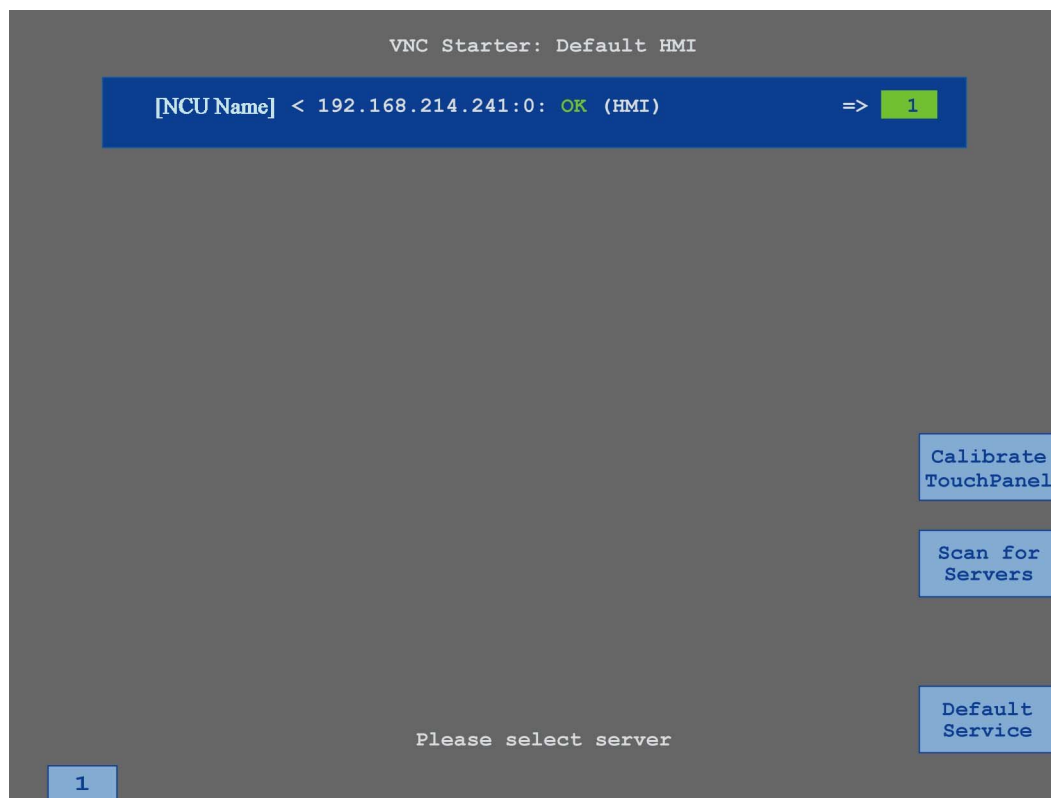 VNC Starter: Default HMI
[NCU Name] < 192.168.214.241:0: OK (HMI) => 1
Calibrate
TouchPanel
Scan for
Servers
Default
Service
Please select server
1